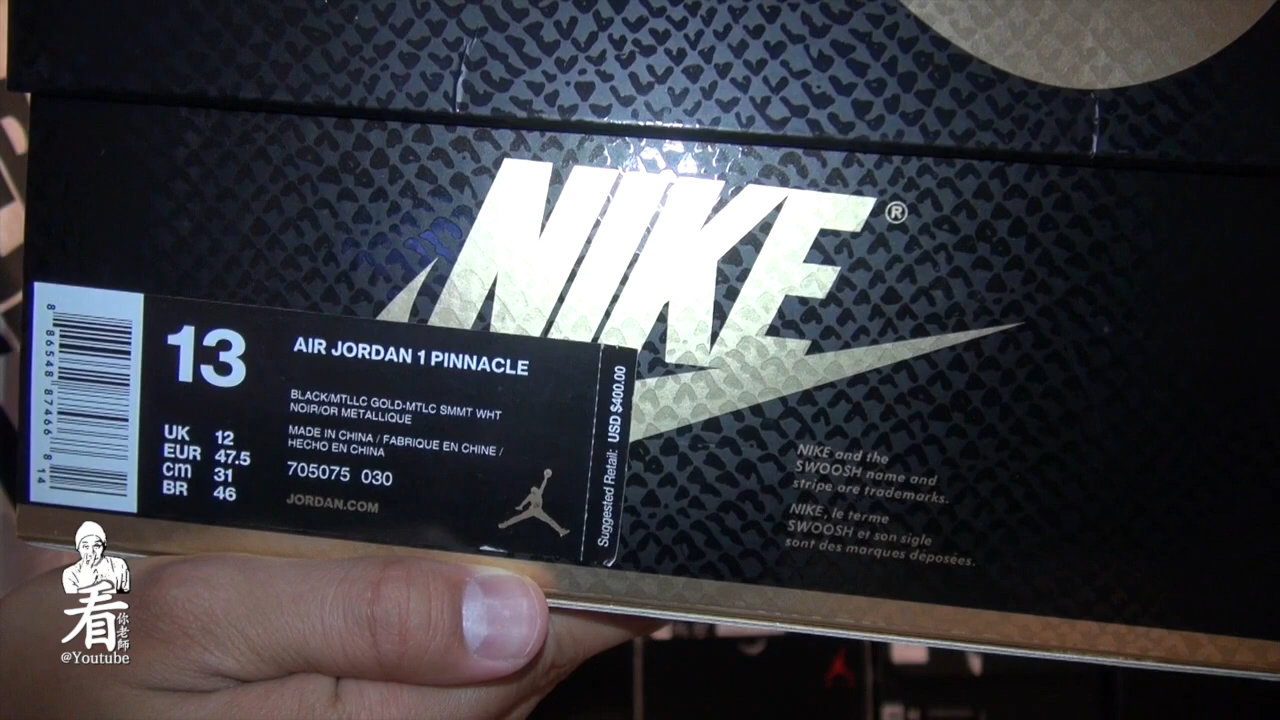 NIKE®
8 86548 87466 8 14
13
AIR JORDAN 1 PINNACLE
BLACK/MTLLC GOLD-MTLC SMMT WHT
NOIR/OR METALLIQUE
UK 12
EUR 47.5
cm 31
BR 46
MADE IN CHINA / FABRIQUE EN CHINE /
HECHO EN CHINA
705075 030
JORDAN.COM
Suggested Retail: USD $400.00
NIKE and the
SWOOSH name and
stripe are trademarks.
NIKE, le terme
SWOOSH et son sigle
sont des marques déposées.
看
你老師
@Youtube